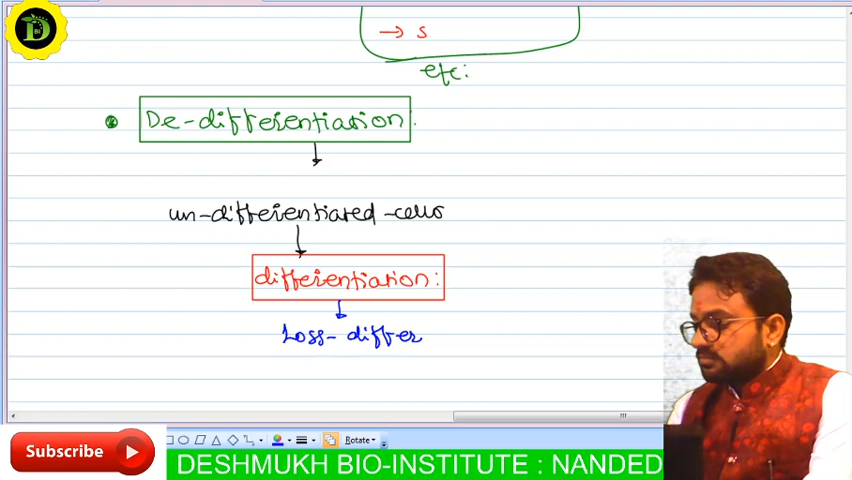 → s
etc:
De-differentiation:
un-differentiated-cells
differentiation:
Loss-differ
Rotate
Subscribe
DESHMUKH BIO-INSTITUTE : NANDED